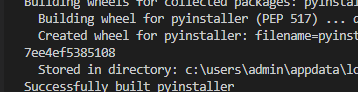 Building wheels for collected packages: pyinstal
Building wheel for pyinstaller (PEP 517) ... d
Created wheel for pyinstaller: filename=pyinst
7ee4ef5385108
Stored in directory: c:\users\admin\appdata\lo
Successfully built pyinstaller